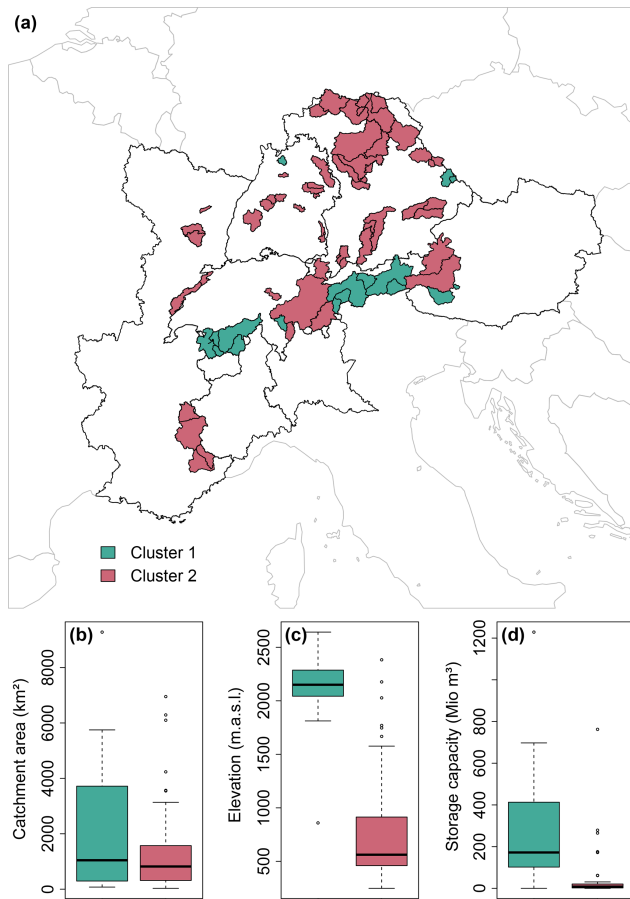 (a)
Cluster 1
Cluster 2
(b)
Catchment area (km²)
0
2000
4000
6000
8000
(c)
Elevation (m.a.s.l.)
500
1000
1500
2000
2500
(d)
Storage capacity (Mio m³)
0
200
400
600
800
1200